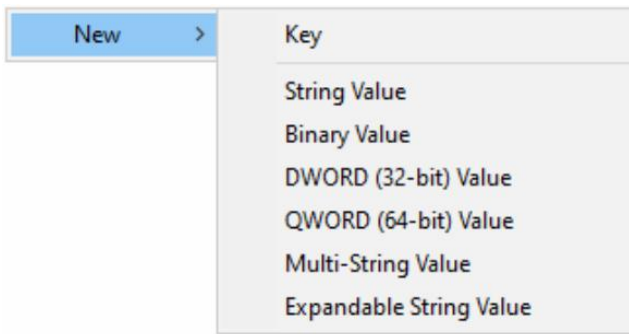 New > Key
String Value
Binary Value
DWORD (32-bit) Value
QWORD (64-bit) Value
Multi-String Value
Expandable String Value